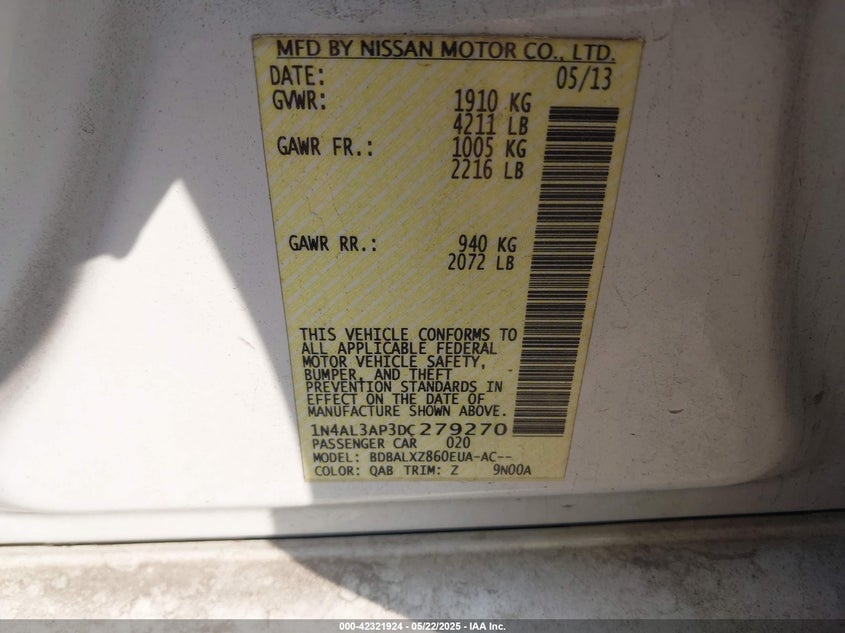 MFD BY NISSAN MOTOR CO., LTD.
DATE: 05/13
GVWR: 1910 KG
4211 LB
GAWR FR.: 1005 KG
2216 LB
GAWR RR.: 940 KG
2072 LB
THIS VEHICLE CONFORMS TO
ALL APPLICABLE FEDERAL
MOTOR VEHICLE SAFETY,
BUMPER, AND THEFT
PREVENTION STANDARDS IN
EFFECT ON THE DATE OF
MANUFACTURE SHOWN ABOVE.
1N4AL3AP3DC279270
PASSENGER CAR 020
MODEL: BDBALXZ860EUA-AC--
COLOR: QAB TRIM: Z 9N00A
000-42321924 - 05/22/2025 - IAA Inc.